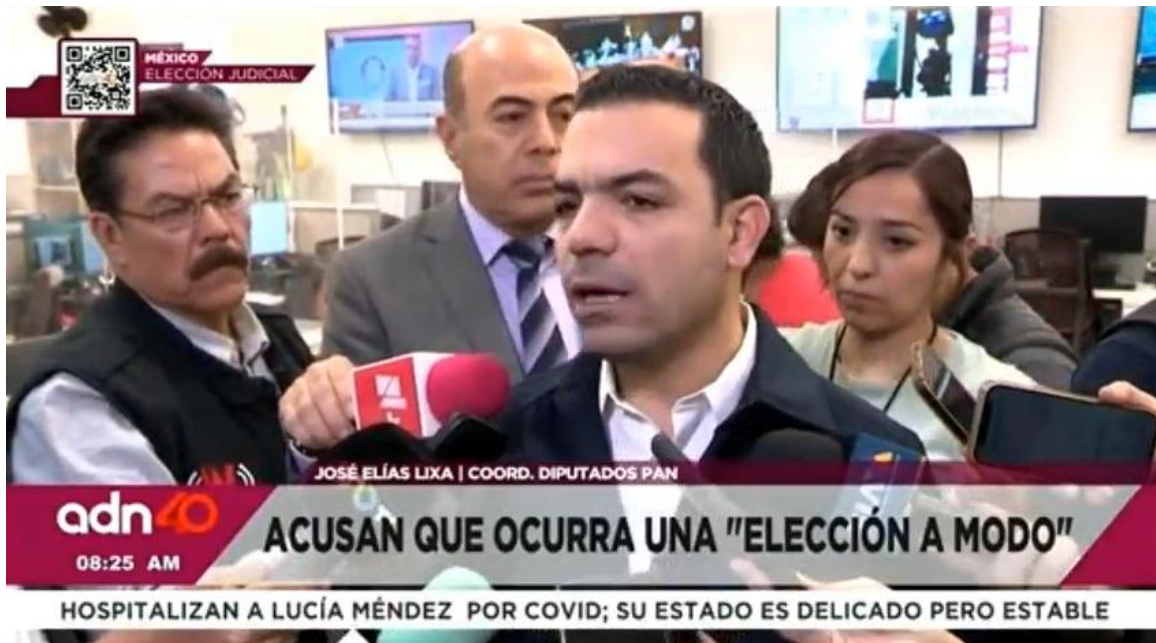 MÉXICO
ELECCIÓN JUDICIAL
JOSÉ ELÍAS LIXA | COORD. DIPUTADOS PAN
adn40
ACUSAN QUE OCURRA UNA "ELECCIÓN A MODO"
08:25 AM
HOSPITALIZAN A LUCÍA MÉNDEZ POR COVID; SU ESTADO ES DELICADO PERO ESTABLE